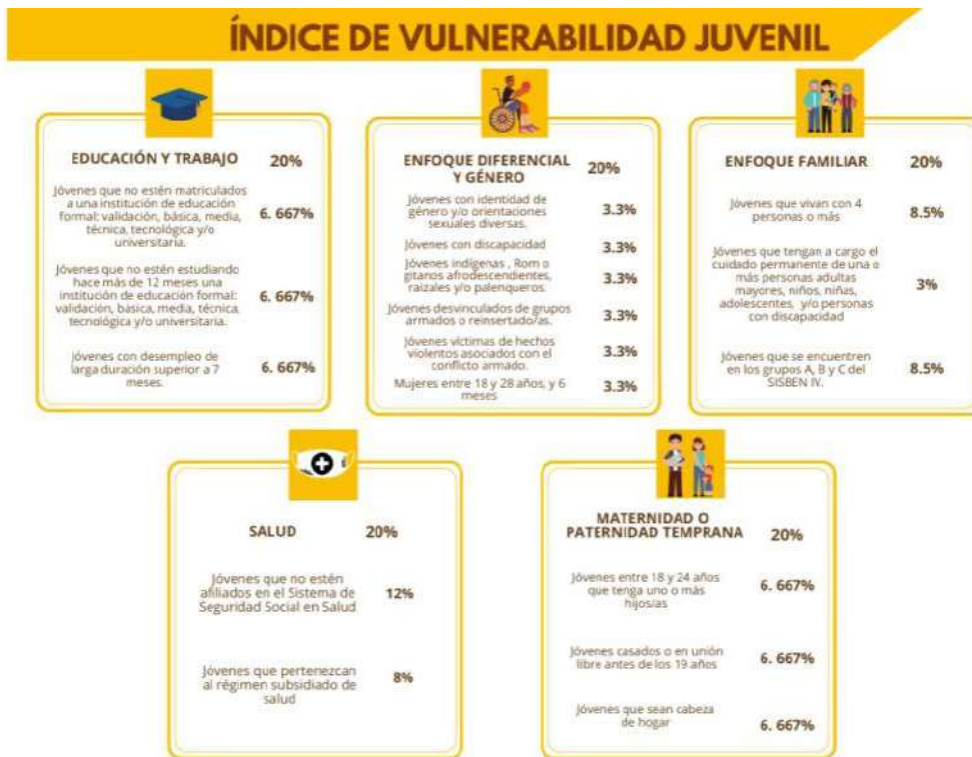 ÍNDICE DE VULNERABILIDAD JUVENIL
EDUCACIÓN Y TRABAJO 20%
Jóvenes que no estén matriculados
a una institución de educación
formal: validación, básica, media,
técnica, tecnológica y/o
universitaria.
6. 667%
Jóvenes que no estén estudiando
hace más de 12 meses una
institución de educación formal:
validación, básica, media, técnica,
tecnológica y/o universitaria.
6. 667%
Jóvenes con desempleo de
larga duración superior a 7
meses.
6. 667%
ENFOQUE DIFERENCIAL
Y GÉNERO
20%
Jóvenes con identidad de
género y/o orientaciones
sexuales diversas.
3.3%
Jóvenes con discapacidad
3.3%
Jóvenes indígenas , Rom o
gitanos afrodescendientes,
raizales y/o palenqueros.
3.3%
Jóvenes desvinculados de grupos
armados o reinsertado/as.
3.3%
Jóvenes víctimas de hechos
violentos asociados con el
conflicto armado.
3.3%
Mujeres entre 18 y 28 años, y 6
meses
3.3%
ENFOQUE FAMILIAR 20%
Jóvenes que vivan con 4
personas o más
8.5%
Jóvenes que tengan a cargo el
cuidado permanente de una o
más personas adultas
mayores, niños, niñas,
adolescentes, y/o personas
con discapacidad
3%
Jóvenes que se encuentren
en los grupos A, B y C del
SISBEN IV.
8.5%
SALUD 20%
Jóvenes que no estén
afiliados en el Sistema de
Seguridad Social en Salud
12%
Jóvenes que pertenezcan
al régimen subsidiado de
salud
8%
MATERNIDAD O
PATERNIDAD TEMPRANA
20%
Jóvenes entre 18 y 24 años
que tenga uno o más
hijos/as
6. 667%
Jóvenes casados o en unión
libre antes de los 19 años
6. 667%
Jóvenes que sean cabeza
de hogar
6. 667%